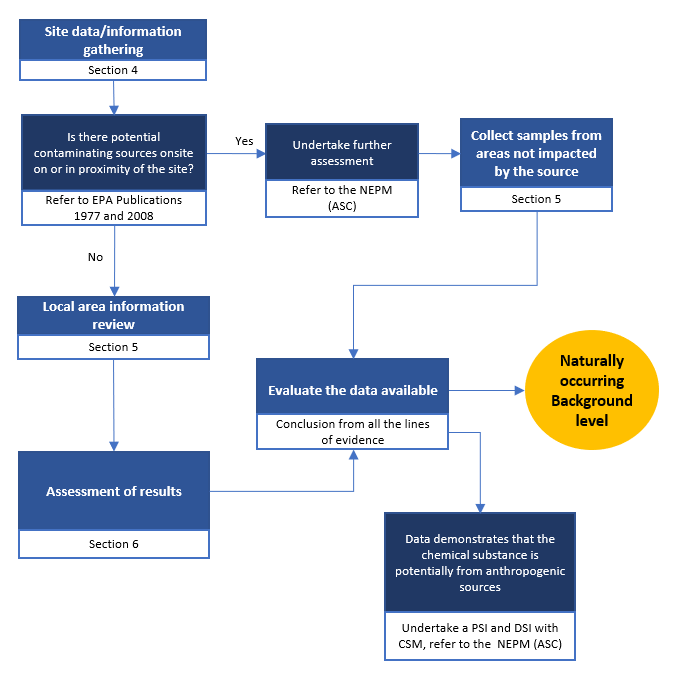 Site data/information
gathering
Section 4
Is there potential
contaminating sources onsite
on or in proximity of the site?
Refer to EPA Publications
1977 and 2008
Yes
Undertake further
assessment
Refer to the NEPM
(ASC)
Collect samples from
areas not impacted
by the source
Section 5
No
Local area information
review
Section 5
Evaluate the data available
Conclusion from all the lines
of evidence
Naturally
occurring
Background
level
Assessment of results
Section 6
Data demonstrates that the
chemical substance is
potentially from anthropogenic
sources
Undertake a PSI and DSI with
CSM, refer to the NEPM (ASC)